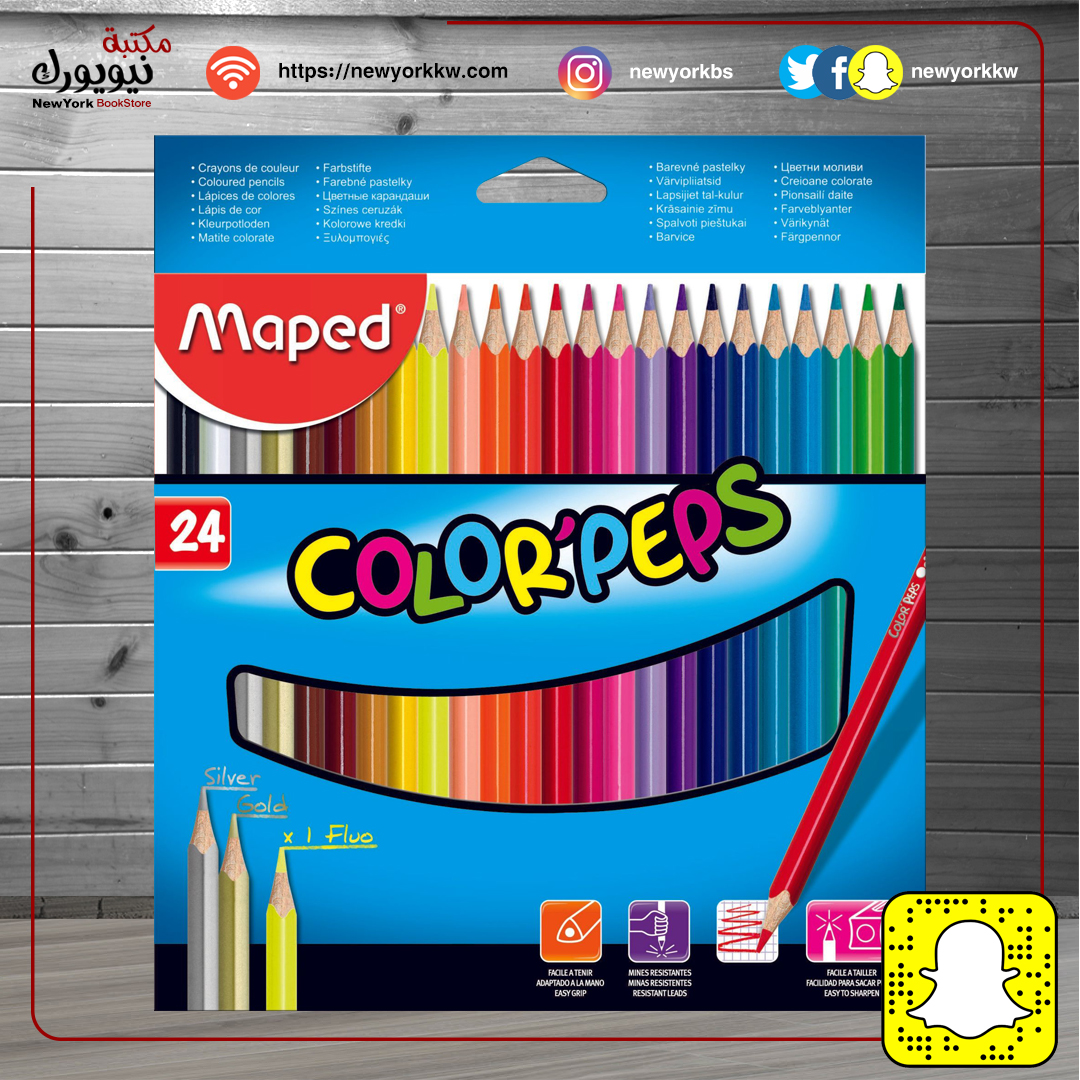 مكتبة
نيويورك
NewYork BookStore
https://newyorkkw.com
newyorkbs
newyorkkw
• Crayons de couleur
• Coloured pencils
• Lápices de colores
• Lápis de cor
• Kleurpotloden
• Matite colorate
• Farbstifte
• Farebné pastelky
• Цветные карандаши
• Színes ceruzák
• Kolorowe kredki
• Ξυλομπογιές
• Barevné pastelky
• Värvipliiatsid
• Lapsijiet tal-kulur
• Krāsainie zīmu
• Spalvoti pieštukai
• Barvice
• Цветни моливи
• Creioane colorate
• Pionsailí daite
• Farveblyanter
• Värikynät
• Färgpennor
Maped®
24
COLOR'PEPS
COLOR'PEPS
Silver
Gold
x 1 Fluo
FACILE A TENIR
ADAPTADO A LA MANO
EASY GRIP
MINES RESISTANTES
MINAS RESISTENTES
RESISTANT LEADS
FACILE A TAILLER
FACILIDAD PARA SACAR P
EASY TO SHARPEN